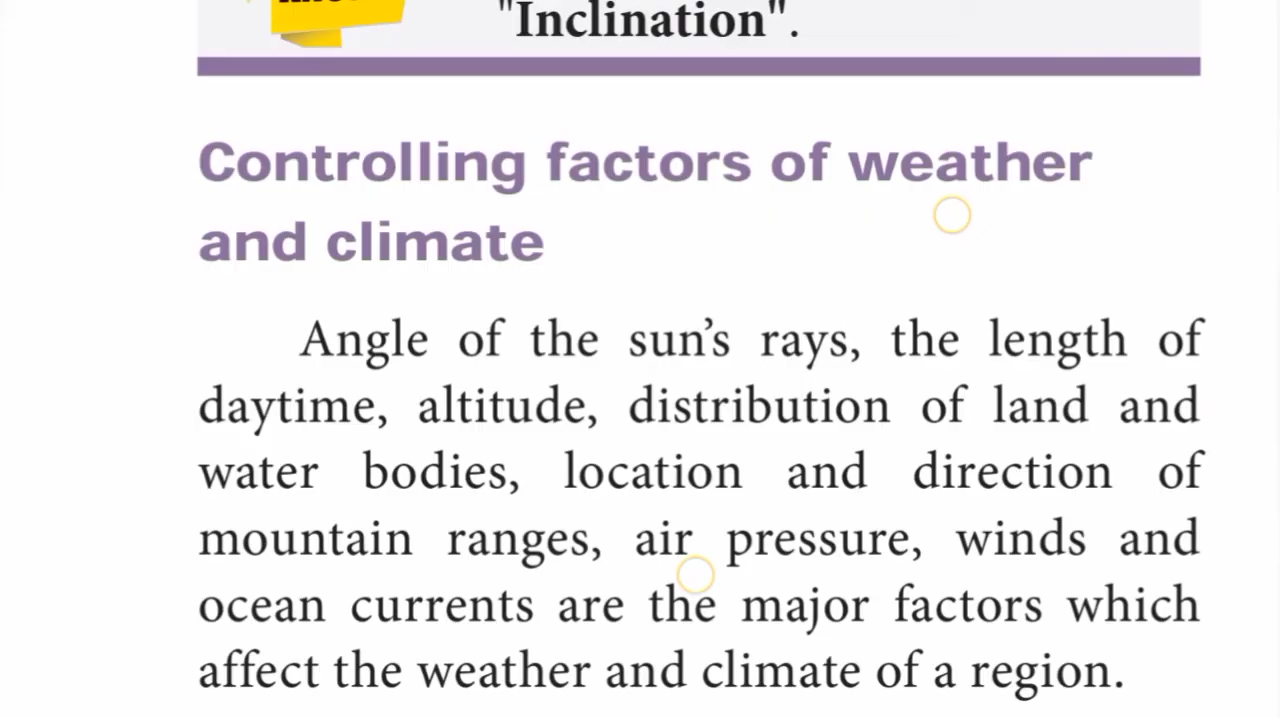 "Inclination".
Controlling factors of weather
and climate
Angle of the sun’s rays, the length of
daytime, altitude, distribution of land and
water bodies, location and direction of
mountain ranges, air pressure, winds and
ocean currents are the major factors which
affect the weather and climate of a region.